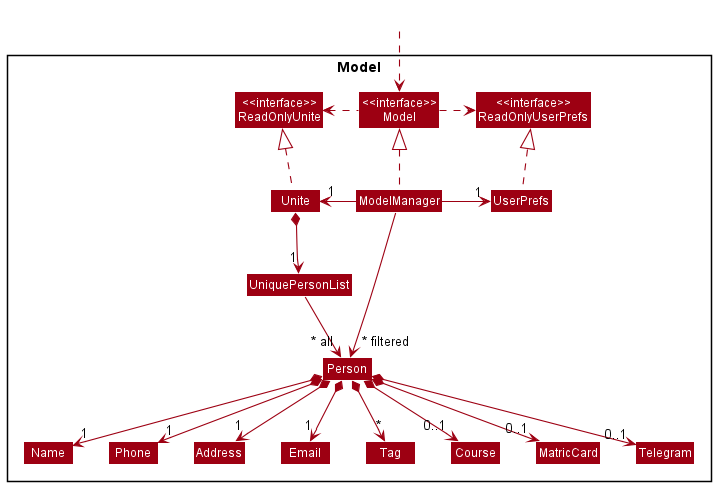 Model
<<interface>>
ReadOnlyUnite
<<interface>>
Model
<<interface>>
ReadOnlyUserPrefs
Unite
1
ModelManager
1
UserPrefs
1
UniquePersonList
* all
* filtered
Person
1
1
1
1
*
0..1
0..1
0..1
Name
Phone
Address
Email
Tag
Course
MatricCard
Telegram